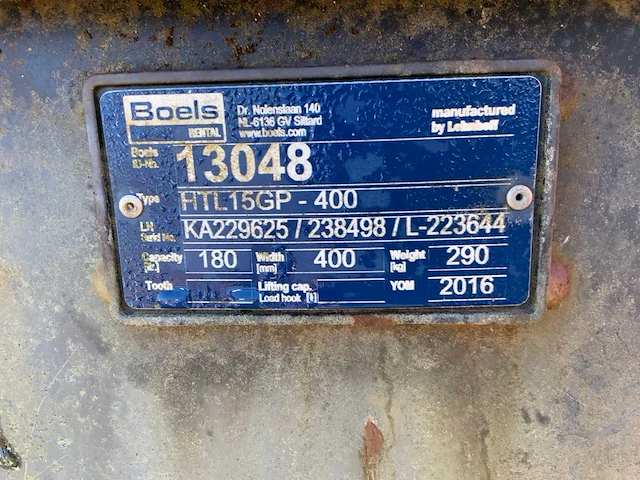 Boels
RENTAL
Dr. Nolenslaan 140
NL-6136 GV Sittard
www.boels.com
manufactured
by Lehnhoff
Boels
ID-No. 13048
Type HTL15GP - 400
LH
Serial No. KA229625 / 238498 / L-223644
Capacity [lt.] 180 Width [mm] 400 Weight [kg] 290
Tooth Lifting cap. YOM 2016
Load hook [t]